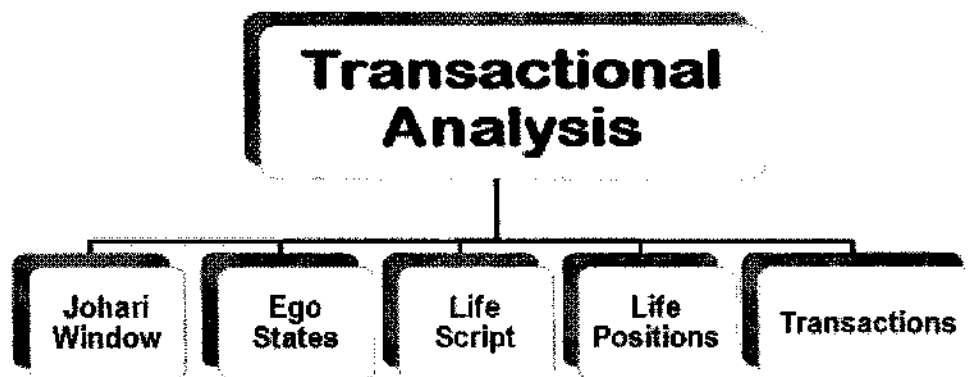 Transactional
Analysis
Johari
Window
Ego
States
Life
Script
Life
Positions
Transactions